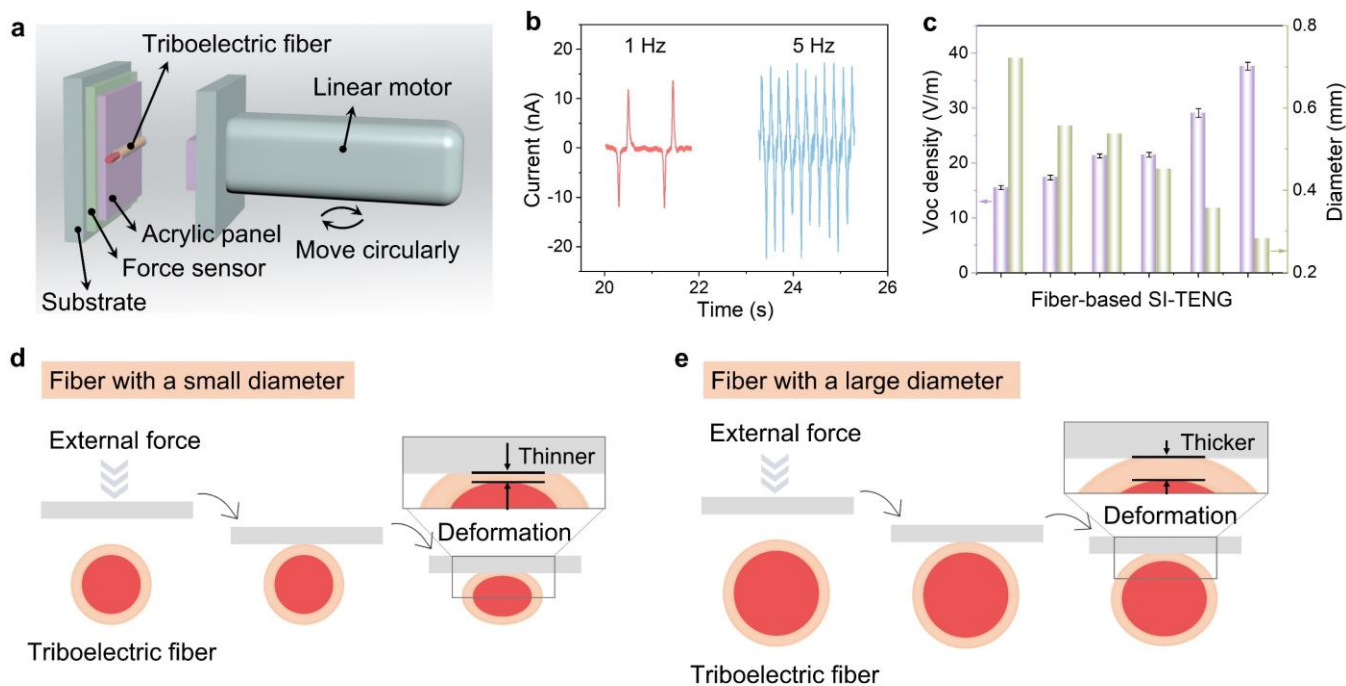 a
Triboelectric fiber
Linear motor
Acrylic panel
Move circularly
Force sensor
Substrate
b
20
10
0
-10
-20
Current (nA)
1 Hz
5 Hz
20
22
24
26
Time (s)
c
40
30
20
10
0
Voc density (V/m)
0.8
0.6
0.4
0.2
Diameter (mm)
Fiber-based SI-TENG
d
Fiber with a small diameter
External force
Thinner
Deformation
Triboelectric fiber
e
Fiber with a large diameter
External force
Thicker
Deformation
Triboelectric fiber